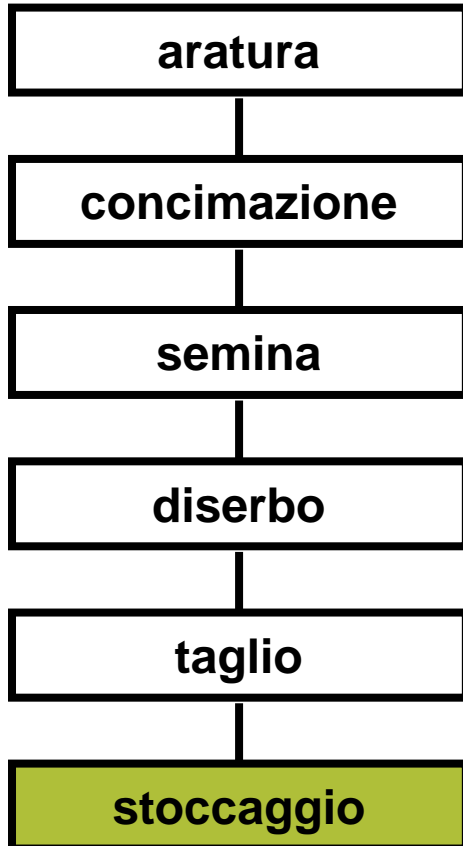 aratura
concimazione
semina
diserbo
taglio
stoccaggio